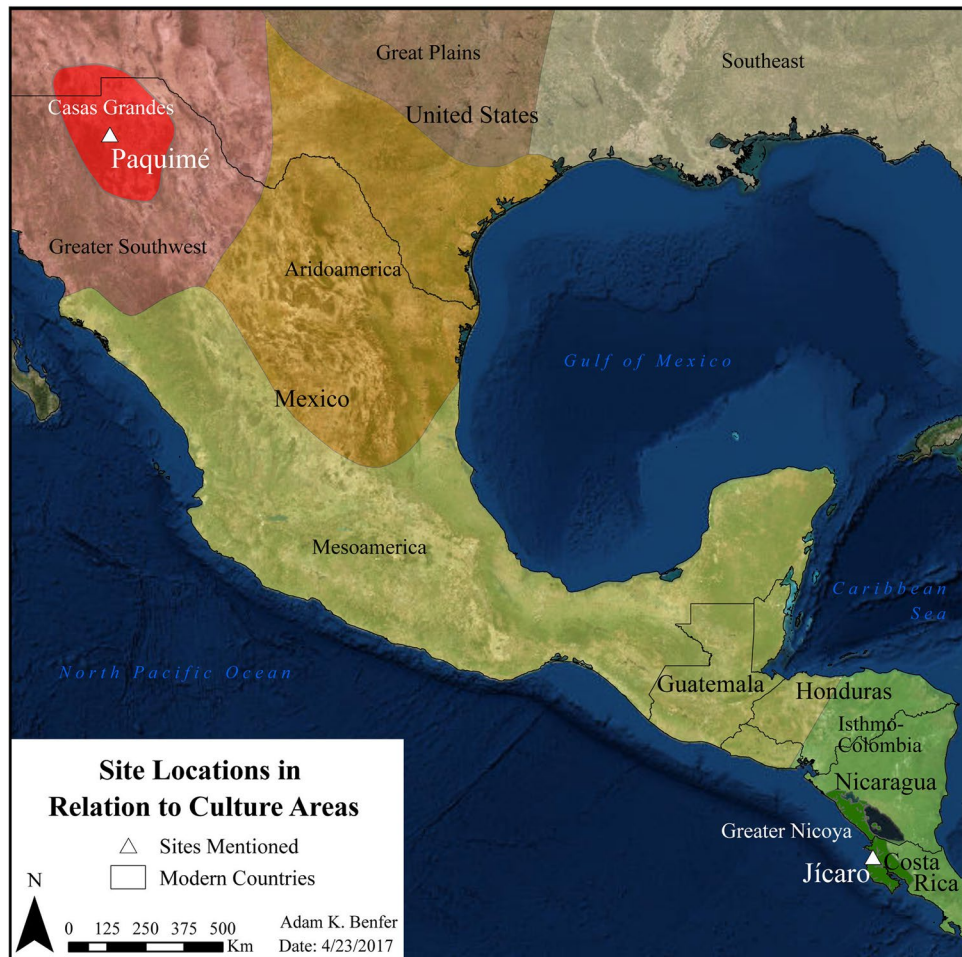 Great Plains
Southeast
Casas Grandes
United States
Paquimé
Greater Southwest
Aridoamerica
Gulf of Mexico
Mexico
Mesoamerica
Caribbean
Sea
North Pacific Ocean
Guatemala
Honduras
Isthmo-
Colombia
Nicaragua
Greater Nicoya
Costa
Jícaro
Rica
Site Locations in
Relation to Culture Areas
Sites Mentioned
Modern Countries
N
0 125 250 375 500
Km
Adam K. Benfer
Date: 4/23/2017